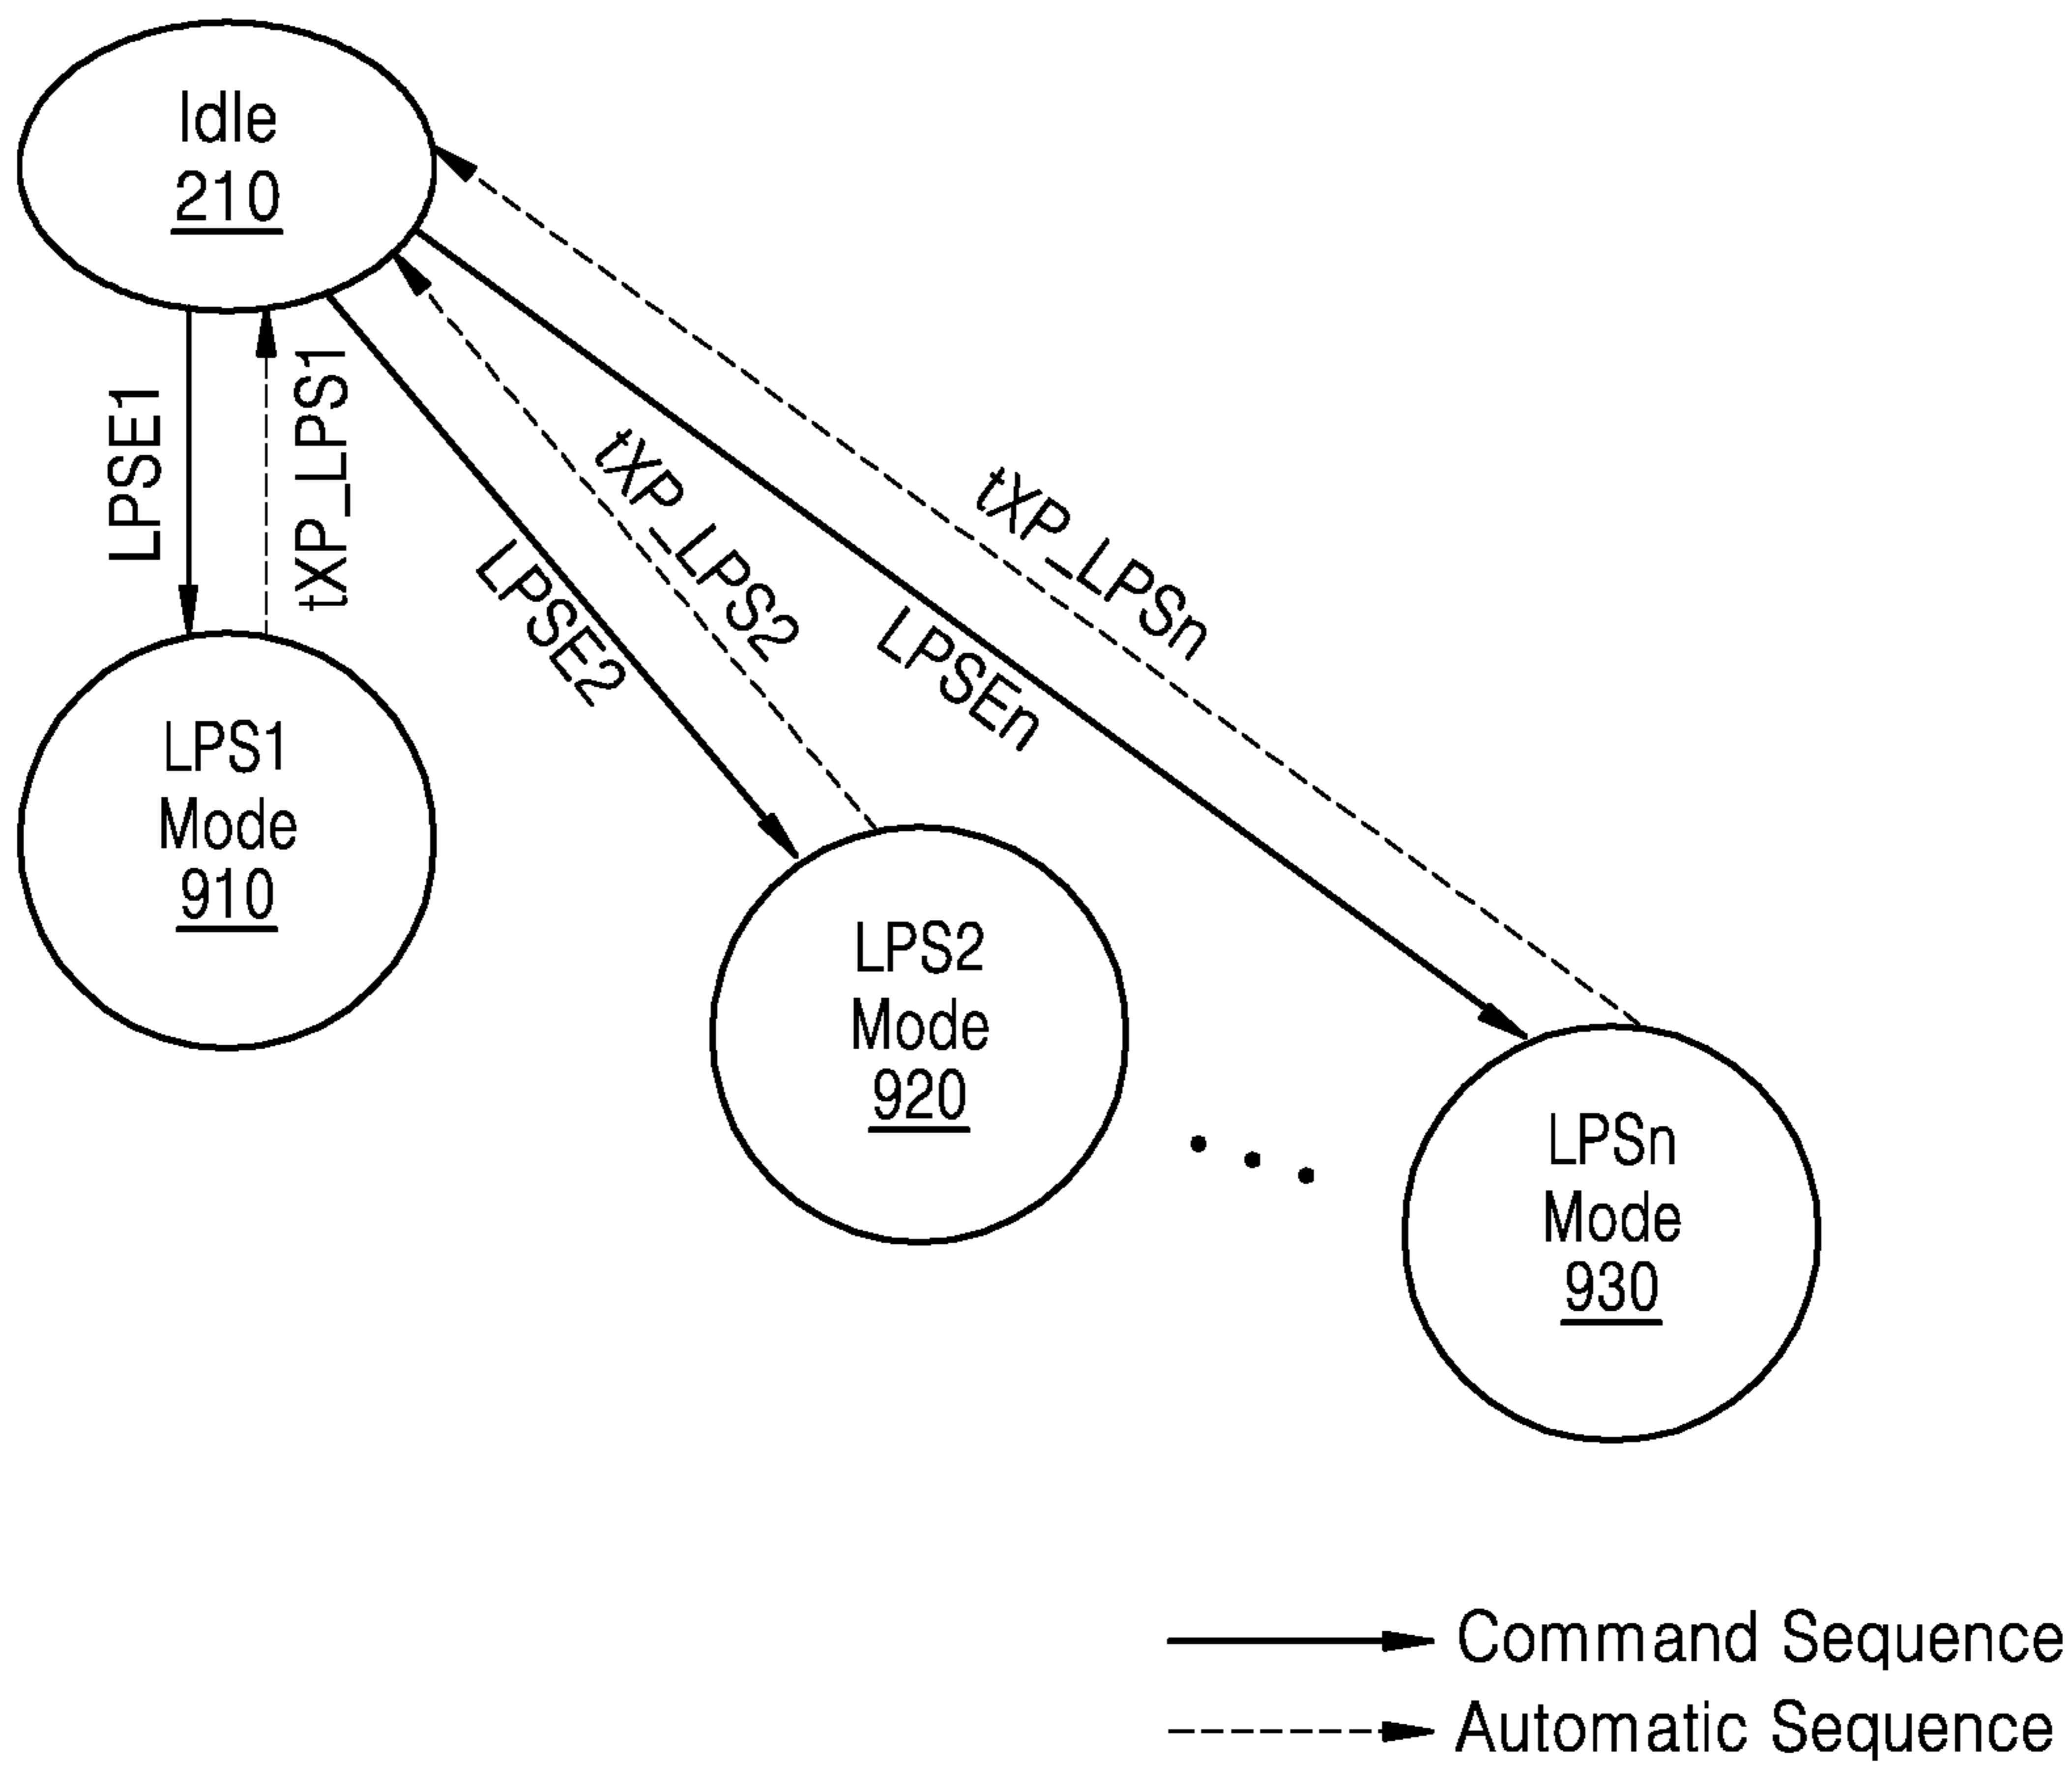 Idle
210
LPSE1
tXP_LPS1
LPSE2
tXP_LPS2
LPSEn
tXP_LPSn
LPS1
Mode
910
LPS2
Mode
920
LPSn
Mode
930
Command Sequence
Automatic Sequence